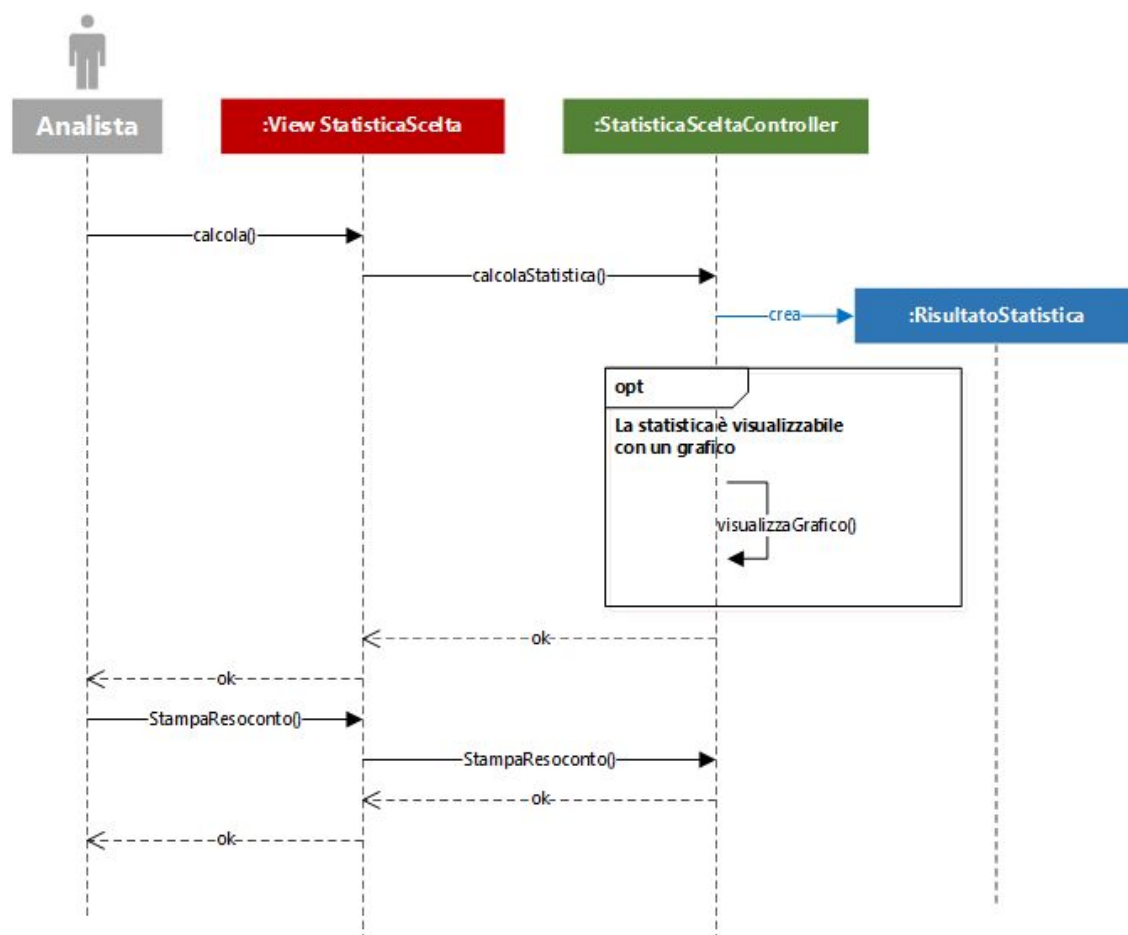 Analista
:View StatisticaScelta
:StatisticaSceltaController
calcola()
calcolaStatistica()
crea
:RisultatoStatistica
opt
La statistica è visualizzabile
con un grafico
visualizzaGrafico()
ok
ok
StampaResoconto()
StampaResoconto()
ok
ok